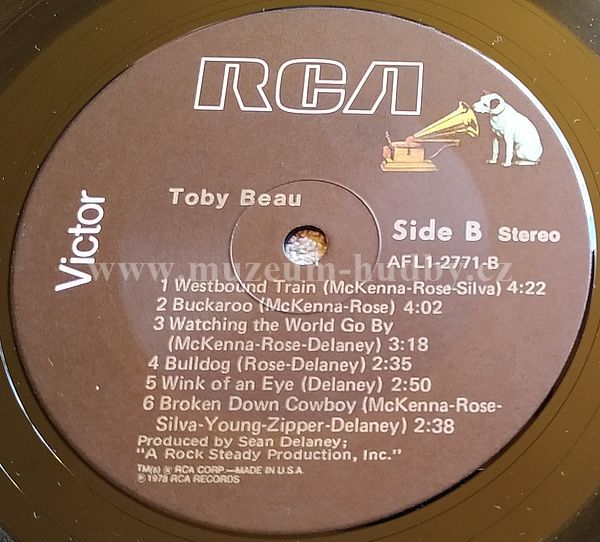 RCA
Victor
Toby Beau
Side B Stereo
AFL1-2771-B
www.muzeum-hudby.cz
1 Westbound Train (McKenna-Rose-Silva) 4:22
2 Buckaroo (McKenna-Rose) 4:02
3 Watching the World Go By
(McKenna-Rose-Delaney) 3:18
4 Bulldog (Rose-Delaney) 2:35
5 Wink of an Eye (Delaney) 2:50
6 Broken Down Cowboy (McKenna-Rose-
Silva-Young-Zipper-Delaney) 2:38
Produced by Sean Delaney;
"A Rock Steady Production, Inc."
TM(s) ® RCA CORP.—MADE IN U.S.A.
℗ 1978 RCA RECORDS